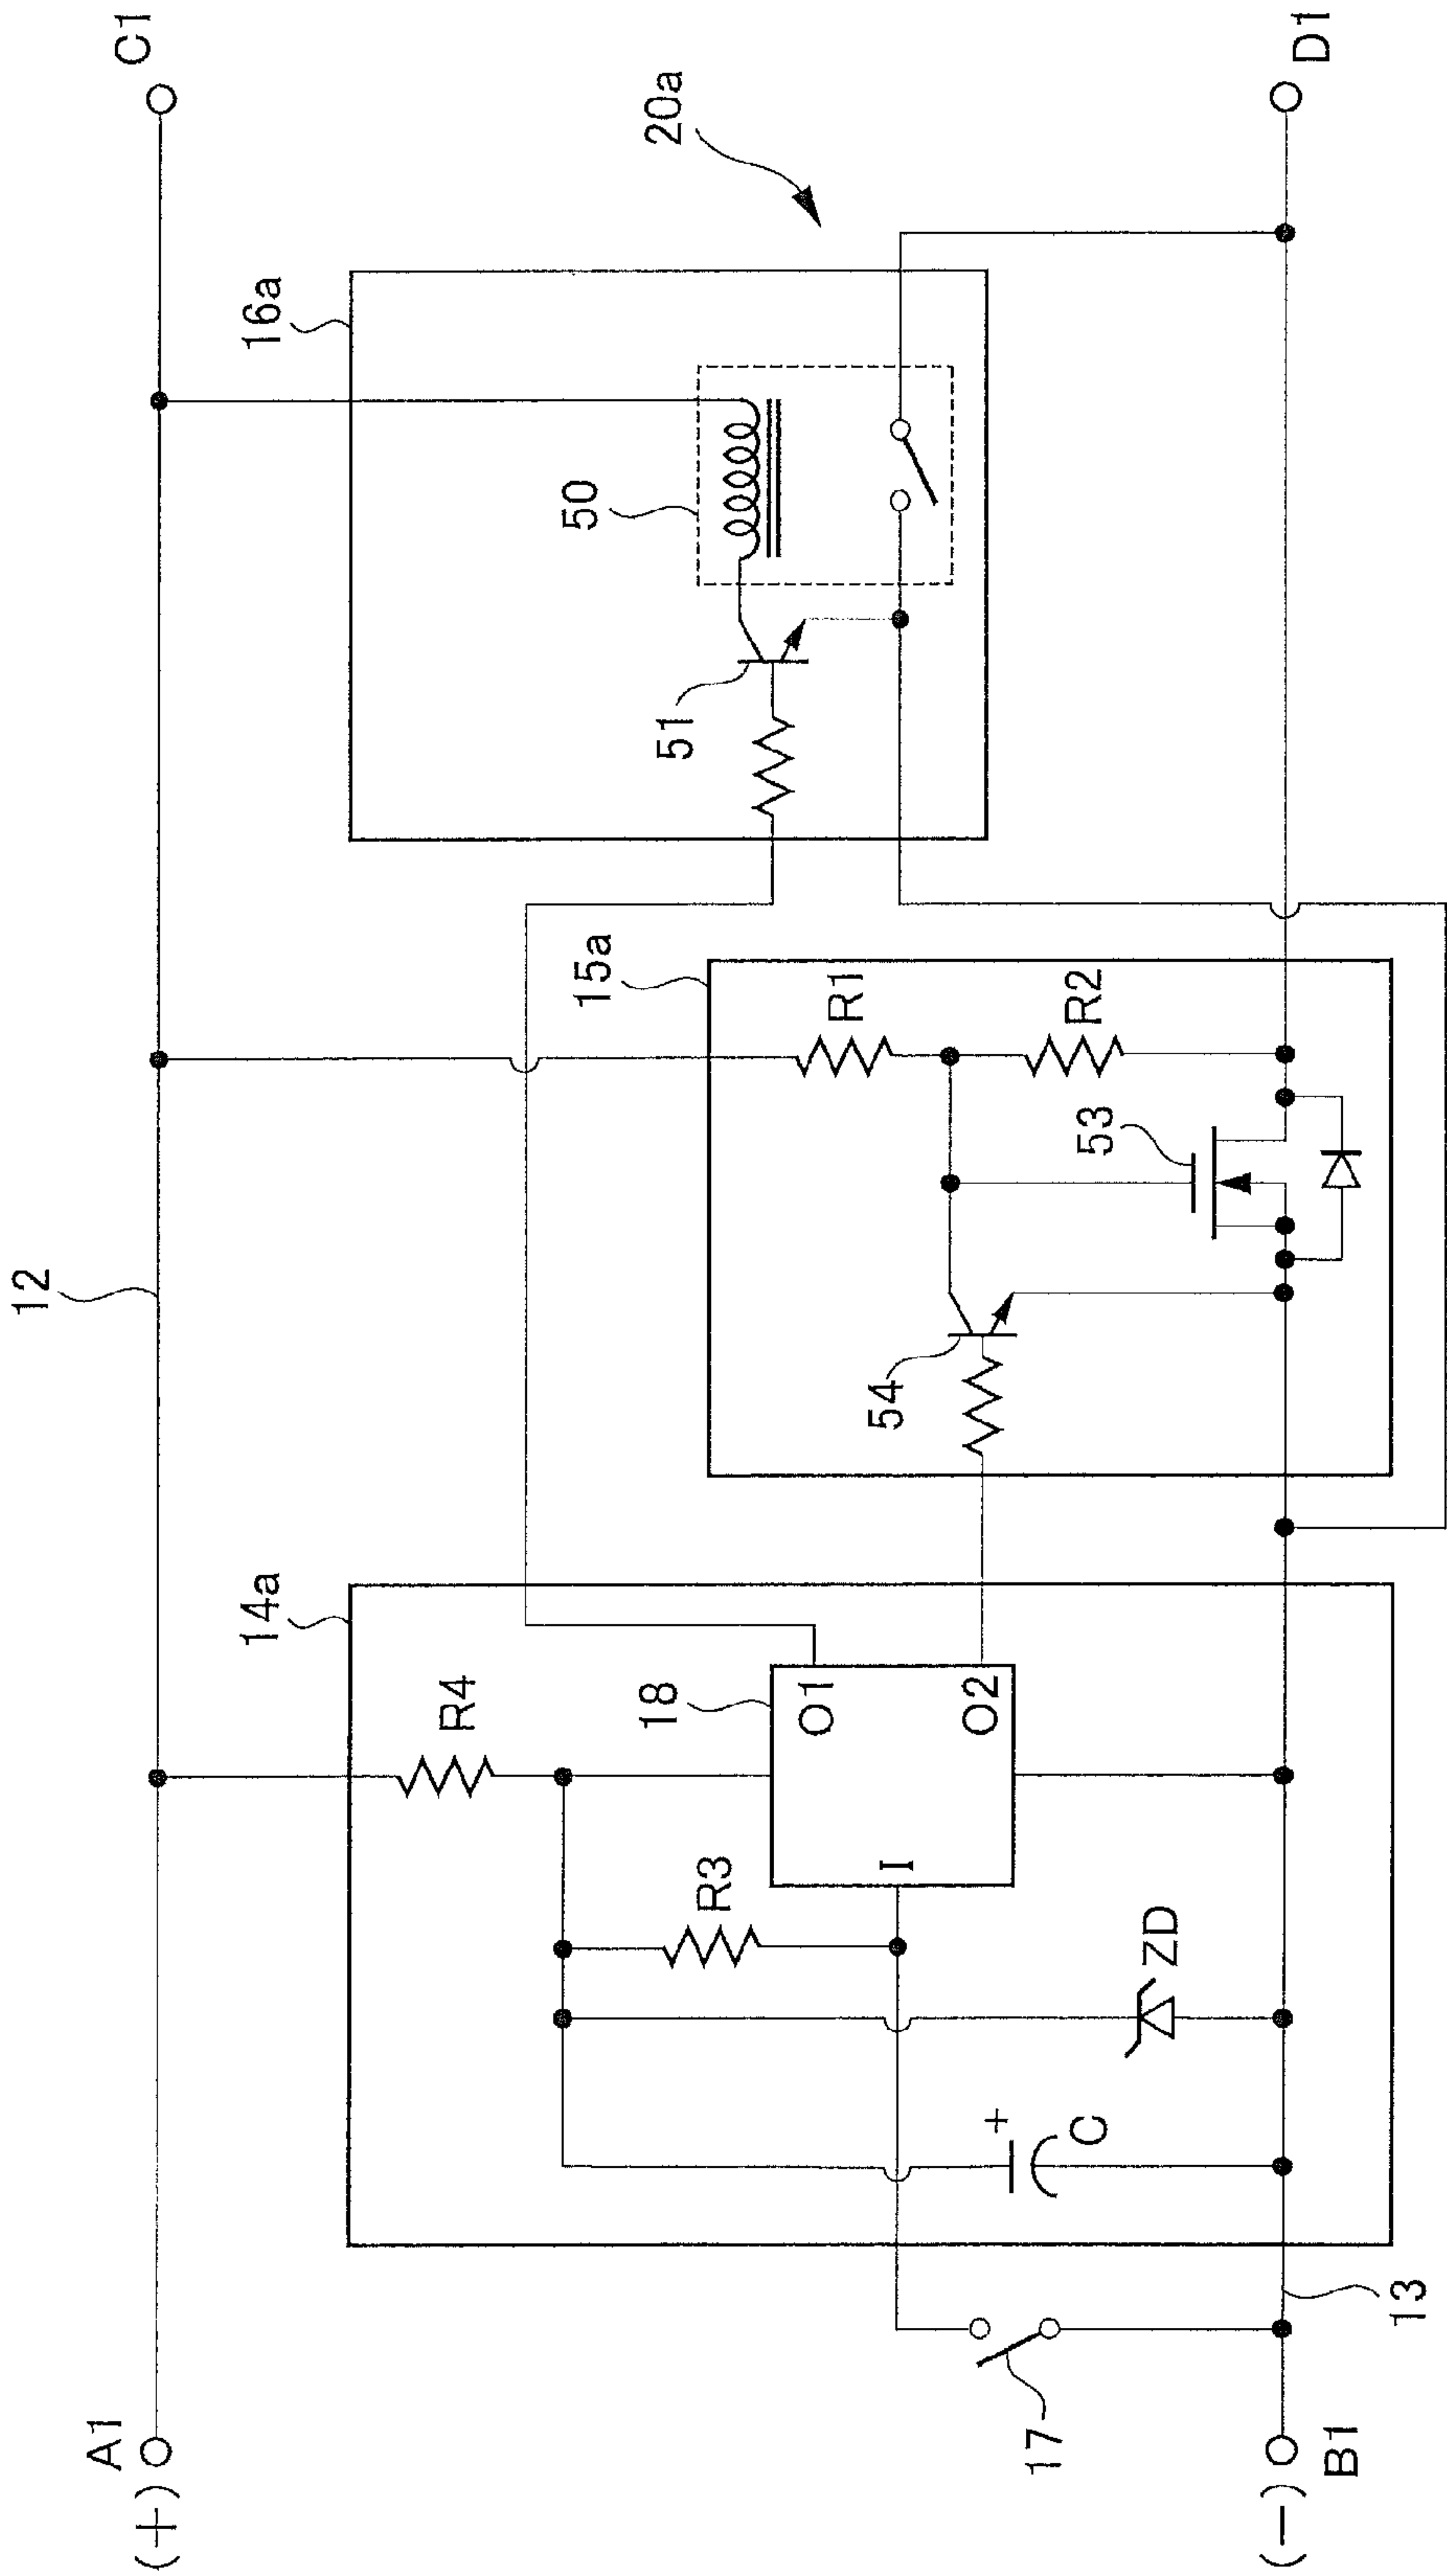 A1
(+)
12
C1
14a
R4
18
O1
O2
I
R3
ZD
+
C
17
13
B1
(−)
15a
R1
R2
53
54
16a
50
51
20a
D1